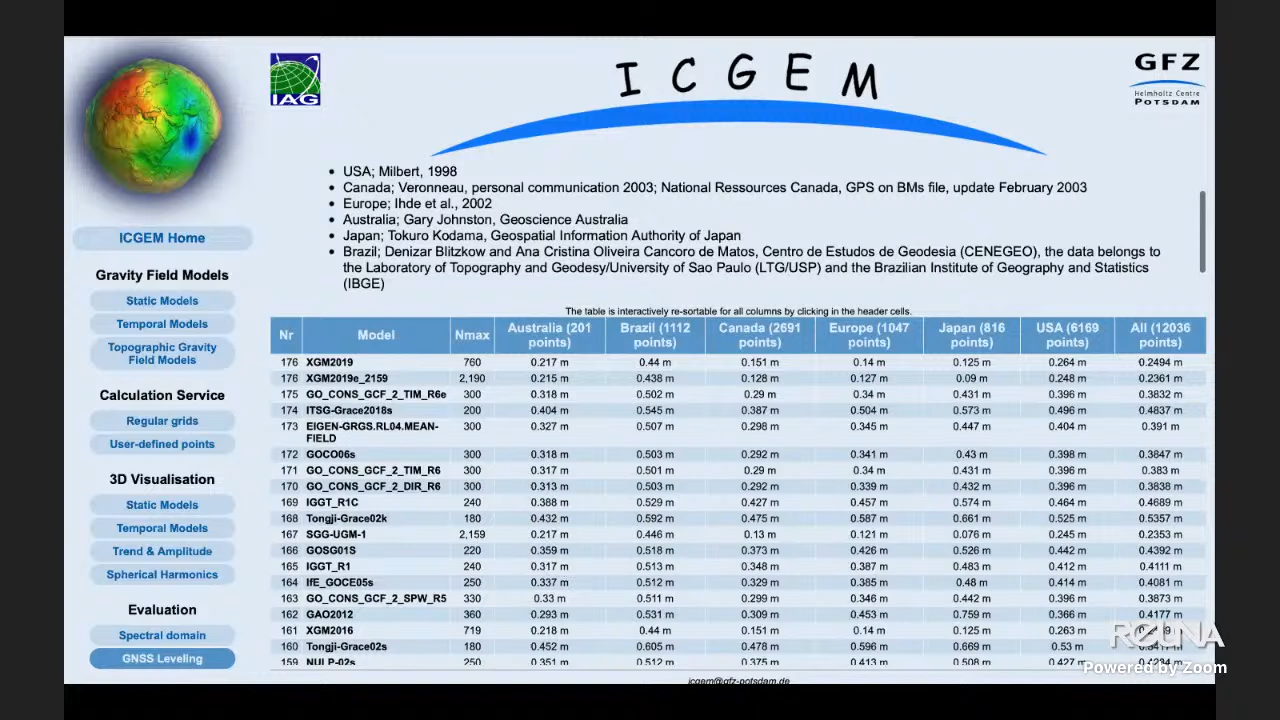 ICGEM
IAG
GFZ
Helmholtz Centre
POTSDAM
USA; Milbert, 1998
Canada; Veronneau, personal communication 2003; National Ressources Canada, GPS on BMs file, update February 2003
Europe; Ihde et al., 2002
Australia; Gary Johnston, Geoscience Australia
Japan; Tokuro Kodama, Geospatial Information Authority of Japan
Brazil; Denizar Blitzkow and Ana Cristina Oliveira Cancoro de Matos, Centro de Estudos de Geodesia (CENEGEO), the data belongs to
the Laboratory of Topography and Geodesy/University of Sao Paulo (LTG/USP) and the Brazilian Institute of Geography and Statistics
(IBGE)
ICGEM Home
Gravity Field Models
Static Models
Temporal Models
Topographic Gravity
Field Models
Calculation Service
Regular grids
User-defined points
3D Visualisation
Static Models
Temporal Models
Trend & Amplitude
Spherical Harmonics
Evaluation
Spectral domain
GNSS Leveling
The table is interactively re-sortable for all columns by clicking in the header cells.
Nr Model Nmax Australia (201 points) Brazil (1112 points) Canada (2691 points) Europe (1047 points) Japan (816 points) USA (6169 points) All (12036 points)
176 XGM2019 760 0.217 m 0.44 m 0.151 m 0.14 m 0.125 m 0.264 m 0.2494 m
176 XGM2019e_2159 2,190 0.215 m 0.438 m 0.128 m 0.127 m 0.09 m 0.248 m 0.2361 m
175 GO_CONS_GCF_2_TIM_R6e 300 0.318 m 0.502 m 0.29 m 0.34 m 0.431 m 0.396 m 0.3832 m
174 ITSG-Grace2018s 200 0.404 m 0.545 m 0.387 m 0.504 m 0.573 m 0.496 m 0.4837 m
173 EIGEN-GRGS.RL04.MEAN-FIELD 300 0.327 m 0.507 m 0.298 m 0.345 m 0.447 m 0.404 m 0.391 m
172 GOCO06s 300 0.318 m 0.503 m 0.292 m 0.341 m 0.43 m 0.398 m 0.3847 m
171 GO_CONS_GCF_2_TIM_R6 300 0.317 m 0.501 m 0.29 m 0.34 m 0.431 m 0.396 m 0.383 m
170 GO_CONS_GCF_2_DIR_R6 300 0.313 m 0.503 m 0.292 m 0.339 m 0.432 m 0.396 m 0.3838 m
169 IGGT_R1C 240 0.388 m 0.529 m 0.427 m 0.457 m 0.574 m 0.464 m 0.4689 m
168 Tongji-Grace02k 180 0.432 m 0.592 m 0.475 m 0.587 m 0.661 m 0.525 m 0.5357 m
167 SGG-UGM-1 2,159 0.217 m 0.446 m 0.13 m 0.121 m 0.076 m 0.245 m 0.2353 m
166 GOSG01S 220 0.359 m 0.518 m 0.373 m 0.426 m 0.526 m 0.442 m 0.4392 m
165 IGGT_R1 240 0.317 m 0.513 m 0.348 m 0.387 m 0.483 m 0.412 m 0.4111 m
164 IfE_GOCE05s 250 0.337 m 0.512 m 0.329 m 0.385 m 0.48 m 0.414 m 0.4081 m
163 GO_CONS_GCF_2_SPW_R5 330 0.33 m 0.511 m 0.299 m 0.346 m 0.442 m 0.396 m 0.3873 m
162 GAO2012 360 0.293 m 0.531 m 0.309 m 0.453 m 0.759 m 0.366 m 0.4177 m
161 XGM2016 719 0.218 m 0.44 m 0.151 m 0.14 m 0.125 m 0.263 m
160 Tongji-Grace02s 180 0.452 m 0.605 m 0.478 m 0.596 m 0.669 m 0.53 m
159 NULP-02s 250 0.351 m 0.512 m 0.375 m 0.413 m 0.508 m 0.427 m
REUNA
Powered by Zoom
icgem@gfz-potsdam.de